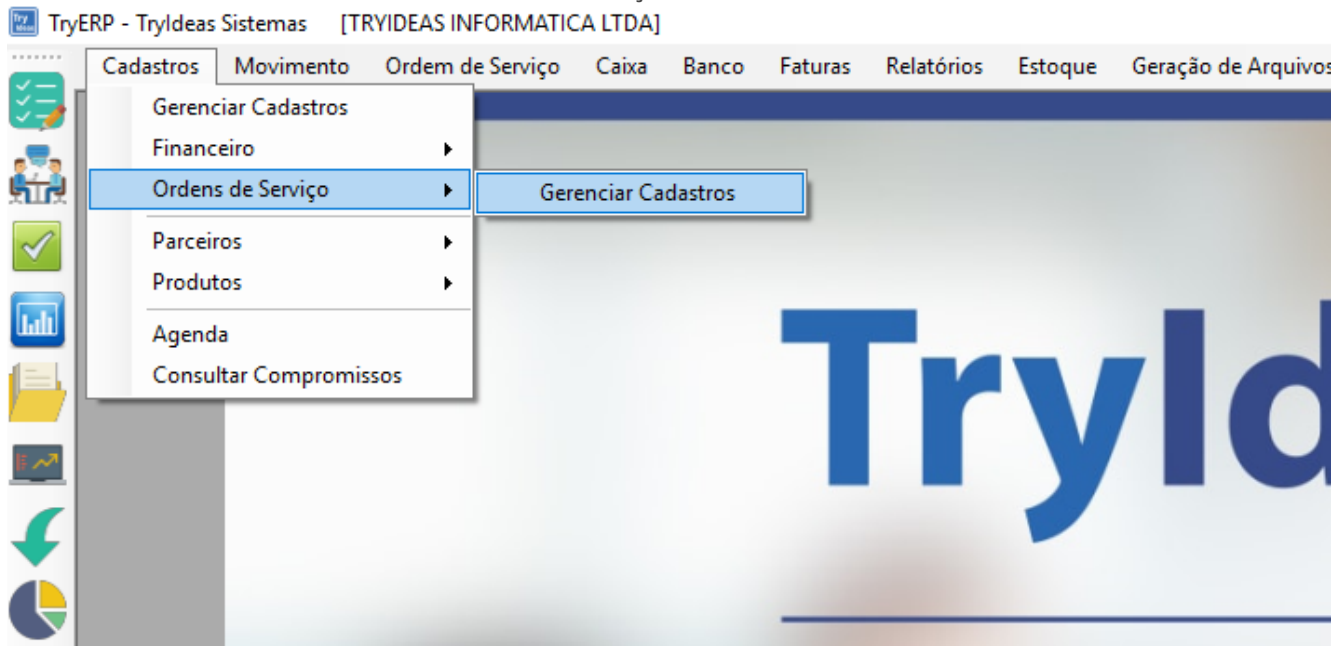 TryERP - TryIdeas Sistemas [TRYIDEAS INFORMATICA LTDA]
Cadastros Movimento Ordem de Serviço Caixa Banco Faturas Relatórios Estoque Geração de Arquivos
Gerenciar Cadastros
Financeiro
Ordens de Serviço
Gerenciar Cadastros
Parceiros
Produtos
Agenda
Consultar Compromissos
TryId